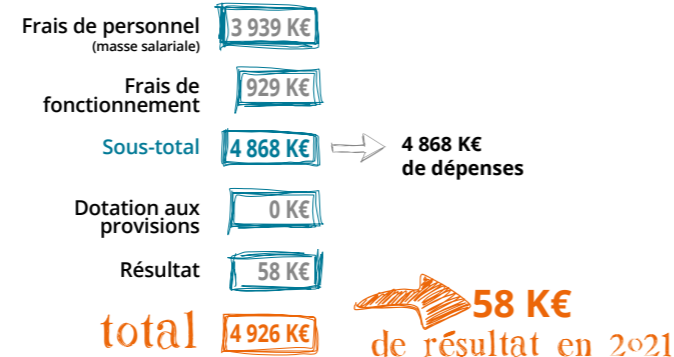 Frais de personnel 3 939 K€
(masse salariale)
Frais de
fonctionnement 929 K€
Sous-total 4 868 K€ 4 868 K€
de dépenses
Dotation aux
provisions 0 K€
Résultat 58 K€
58 K€
total 4 926 K€
de résultat en 2021